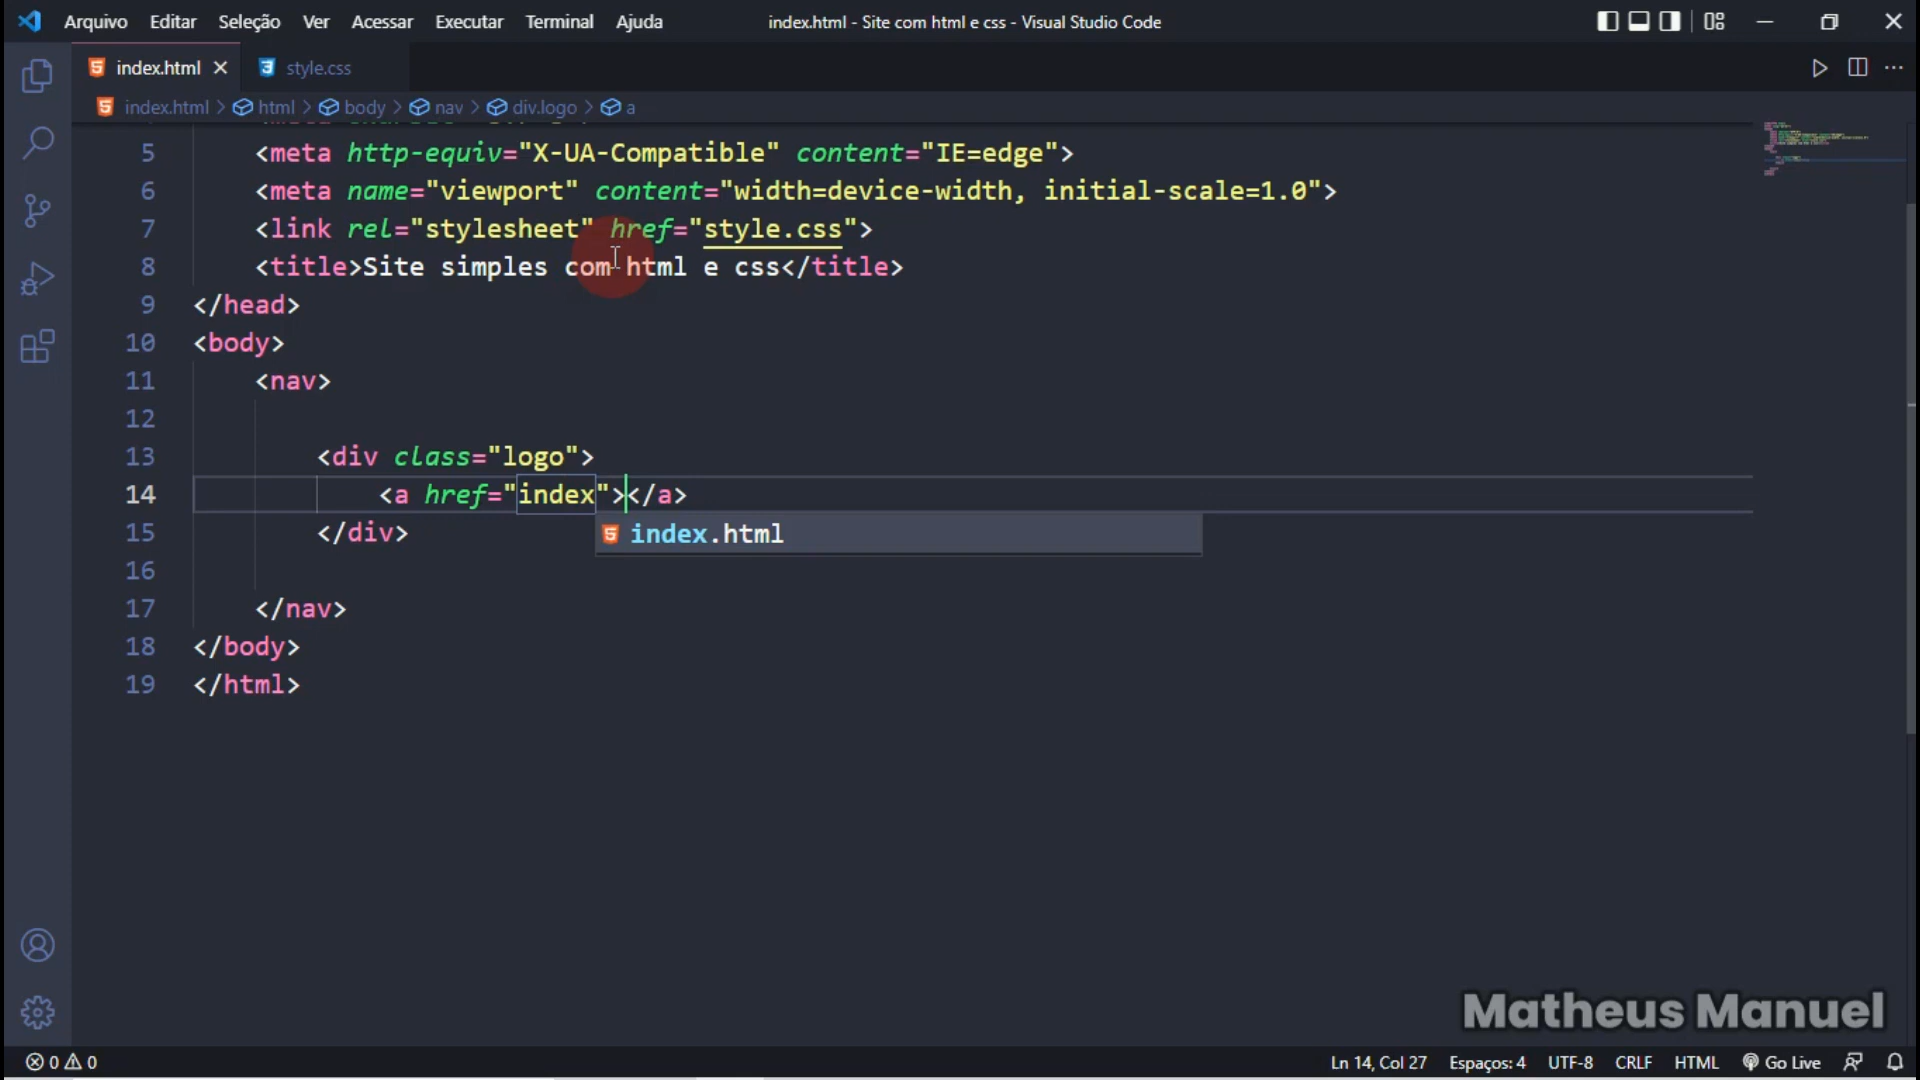 Arquivo Editar Seleção Ver Acessar Executar Terminal Ajuda index.html - Site com html e css - Visual Studio Code
index.html style.css
index.html > html > body > nav > div.logo > a
5 <meta http-equiv="X-UA-Compatible" content="IE=edge">
6 <meta name="viewport" content="width=device-width, initial-scale=1.0">
7 <link rel="stylesheet" href="style.css">
8 <title>Site simples com html e css</title>
9 </head>
10 <body>
11 <nav>
12
13 <div class="logo">
14 <a href="index"></a>
15 </div>
index.html
16
17 </nav>
18 </body>
19 </html>
Matheus Manuel
0 0 Ln 14, Col 27 Espaços: 4 UTF-8 CRLF HTML Go Live